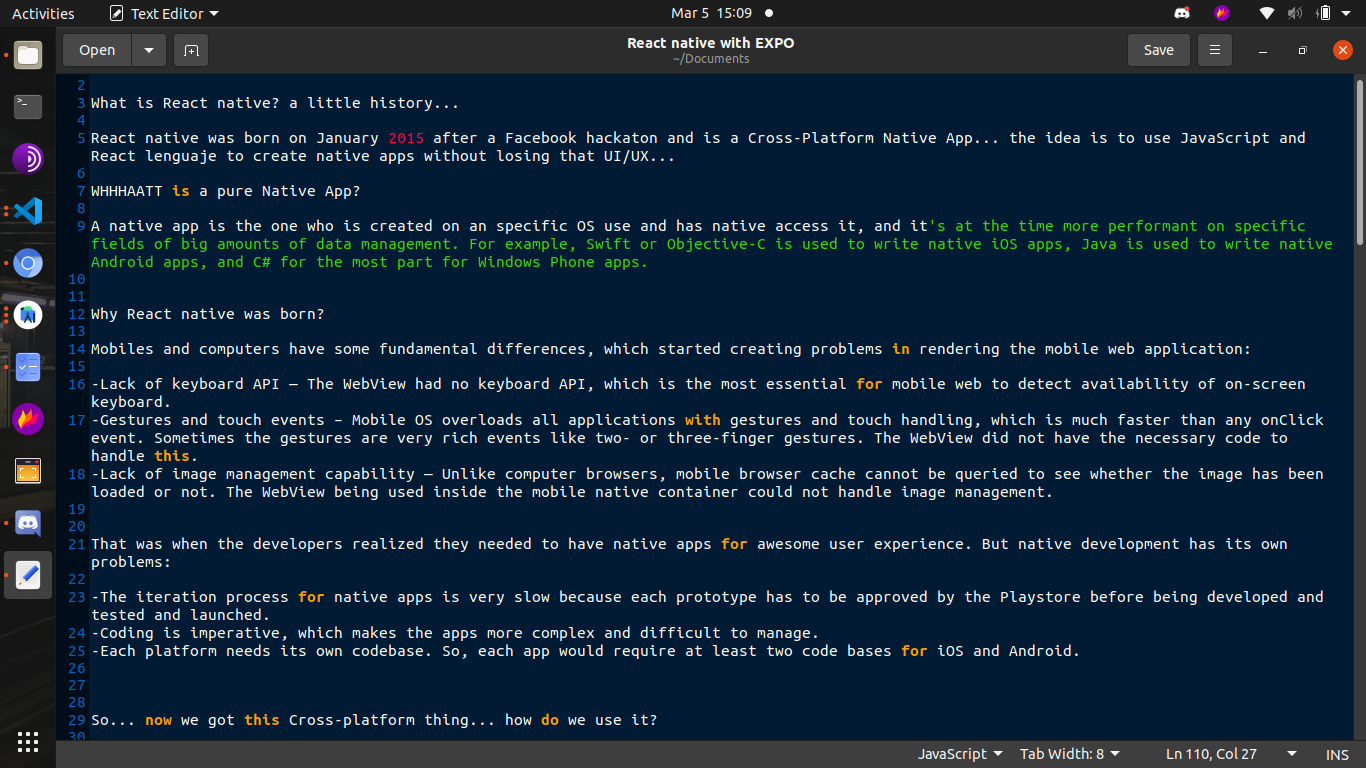 Activities
Text Editor
Mar 5 15:09
Open
React native with EXPO
~/Documents
Save
2
3 What is React native? a little history...
4
5 React native was born on January 2015 after a Facebook hackaton and is a Cross-Platform Native App... the idea is to use JavaScript and
React lenguaje to create native apps without losing that UI/UX...
6
7 WHHHAATT is a pure Native App?
8
9 A native app is the one who is created on an specific OS use and has native access it, and it's at the time more performant on specific
fields of big amounts of data management. For example, Swift or Objective-C is used to write native iOS apps, Java is used to write native
Android apps, and C# for the most part for Windows Phone apps.
10
11
12 Why React native was born?
13
14 Mobiles and computers have some fundamental differences, which started creating problems in rendering the mobile web application:
15
16 -Lack of keyboard API — The WebView had no keyboard API, which is the most essential for mobile web to detect availability of on-screen
keyboard.
17 -Gestures and touch events – Mobile OS overloads all applications with gestures and touch handling, which is much faster than any onClick
event. Sometimes the gestures are very rich events like two- or three-finger gestures. The WebView did not have the necessary code to
handle this.
18 -Lack of image management capability — Unlike computer browsers, mobile browser cache cannot be queried to see whether the image has been
loaded or not. The WebView being used inside the mobile native container could not handle image management.
19
20
21 That was when the developers realized they needed to have native apps for awesome user experience. But native development has its own
problems:
22
23 -The iteration process for native apps is very slow because each prototype has to be approved by the Playstore before being developed and
tested and launched.
24 -Coding is imperative, which makes the apps more complex and difficult to manage.
25 -Each platform needs its own codebase. So, each app would require at least two code bases for iOS and Android.
26
27
28
29 So... now we got this Cross-platform thing... how do we use it?
30
JavaScript
Tab Width: 8
Ln 110, Col 27
INS